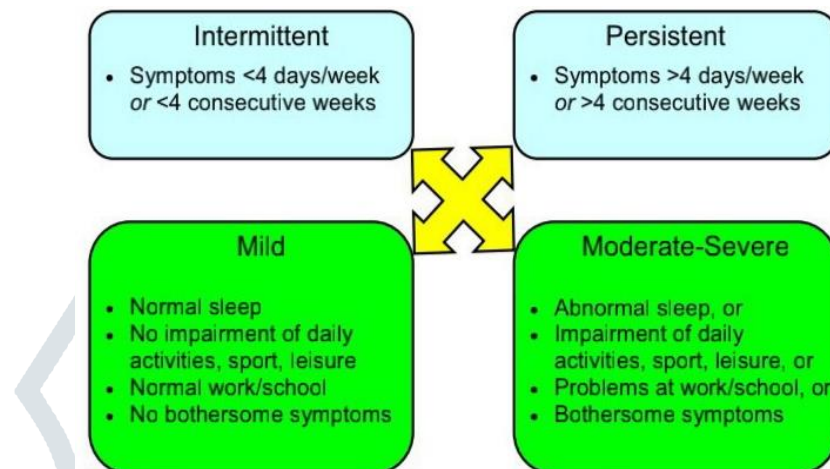 Intermittent
• Symptoms <4 days/week
or <4 consecutive weeks
Persistent
• Symptoms >4 days/week
or >4 consecutive weeks
Mild
• Normal sleep
• No impairment of daily
activities, sport, leisure
• Normal work/school
• No bothersome symptoms
Moderate-Severe
• Abnormal sleep, or
• Impairment of daily
activities, sport, leisure, or
• Problems at work/school, or
• Bothersome symptoms